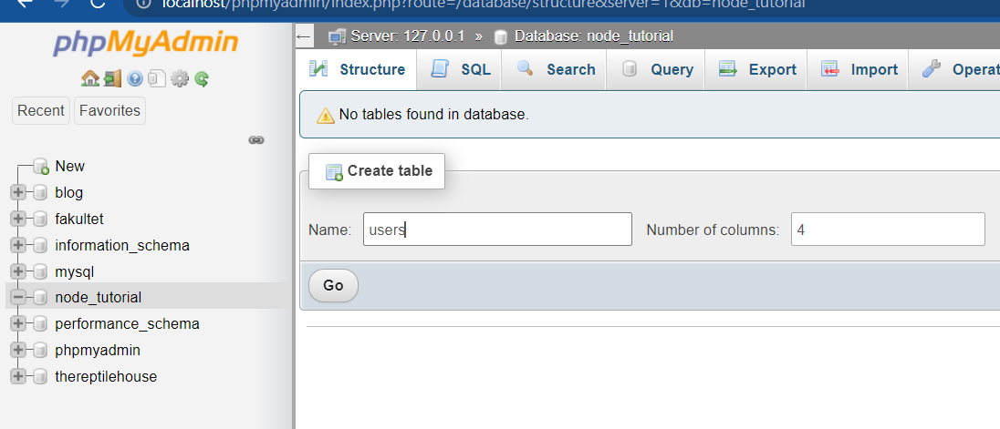 localhost/phpmyadmin/index.php?route=/database/structure&server=1&db=node_tutorial
phpMyAdmin
Recent Favorites
New
blog
fakultet
information_schema
mysql
node_tutorial
performance_schema
phpmyadmin
thereptilehouse
Server: 127.0.0.1 » Database: node_tutorial
Structure SQL Search Query Export Import Operat
No tables found in database.
Create table
Name: users Number of columns: 4
Go